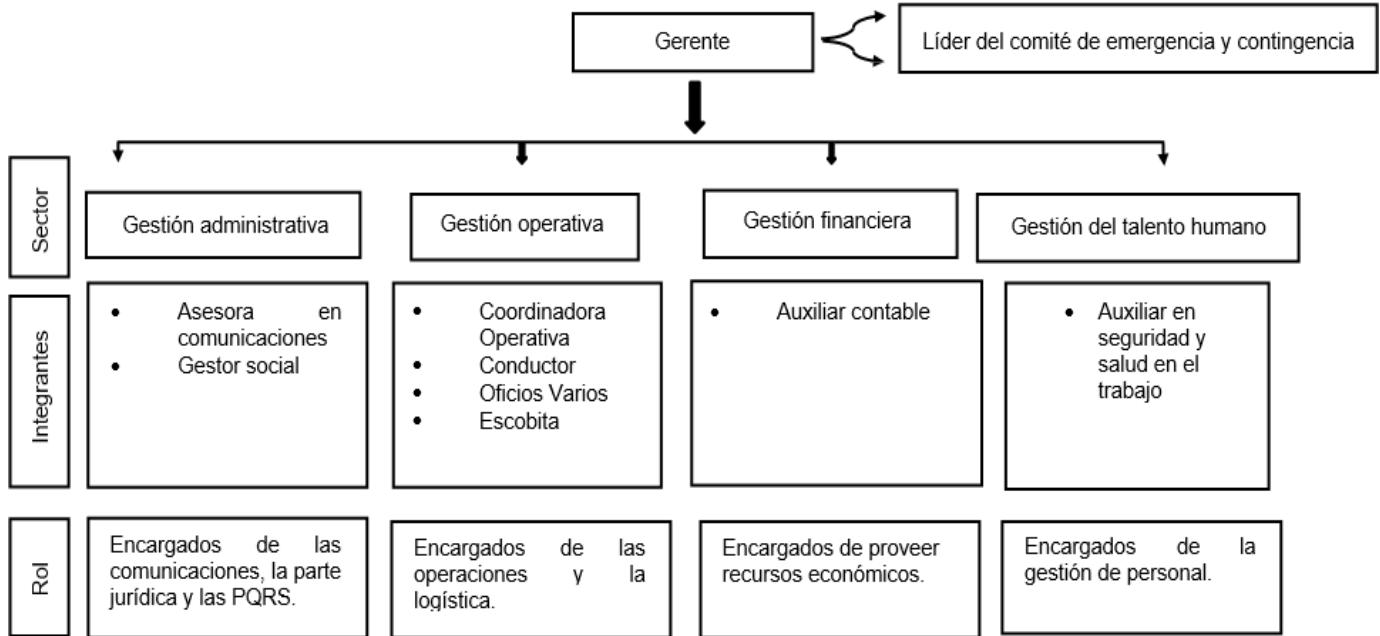 Gerente
Líder del comité de emergencia y contingencia
Sector
Gestión administrativa
Gestión operativa
Gestión financiera
Gestión del talento humano
Integrantes
• Asesora en
comunicaciones
• Gestor social
• Coordinadora
Operativa
• Conductor
• Oficios Varios
• Escobita
• Auxiliar contable
• Auxiliar en
seguridad y
salud en el
trabajo
Rol
Encargados de las
comunicaciones, la parte
jurídica y las PQRS.
Encargados de las
operaciones y la
logística.
Encargados de proveer
recursos económicos.
Encargados de la
gestión de personal.